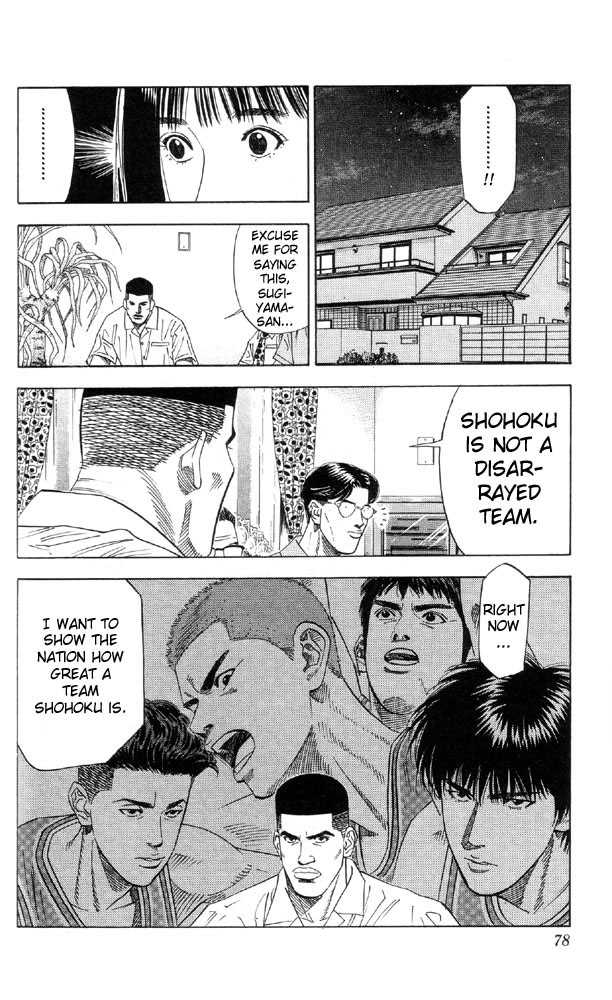 ......... !!
.........
EXCUSE
ME FOR
SAYING
THIS,
SUGI-
YAMA-
SAN...
SHOHOKU
IS NOT A
DISAR-
RAYED
TEAM.
RIGHT
NOW
...
I WANT TO
SHOW THE
NATION HOW
GREAT A
TEAM
SHOHOKU IS.
78